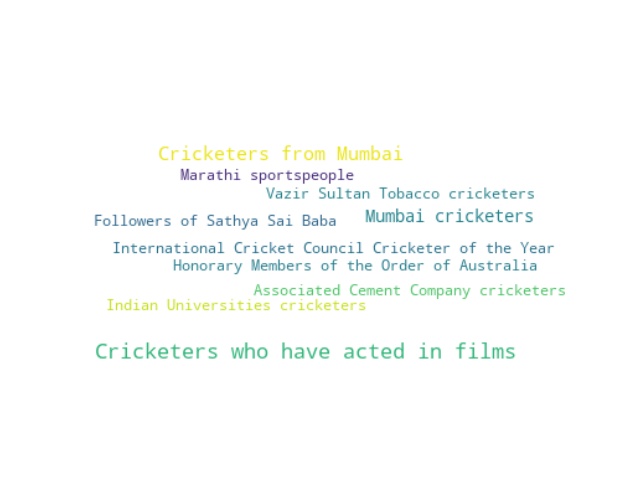 Cricketers from Mumbai
Marathi sportspeople
Vazir Sultan Tobacco cricketers
Mumbai cricketers
Followers of Sathya Sai Baba
International Cricket Council Cricketer of the Year
Honorary Members of the Order of Australia
Associated Cement Company cricketers
Indian Universities cricketers
Cricketers who have acted in films